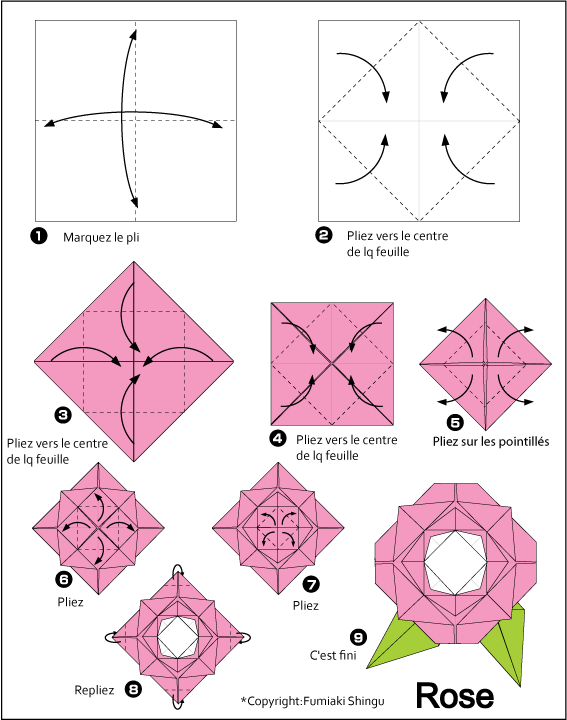 1 Marquez le pli
2 Pliez vers le centre
de lq feuille
3
Pliez vers le centre
de lq feuille
4 Pliez vers le centre
de lq feuille
5
Pliez sur les pointillés
6
Pliez
7
Pliez
Repliez 8
9
C'est fini
*Copyright:Fumiaki Shingu
Rose